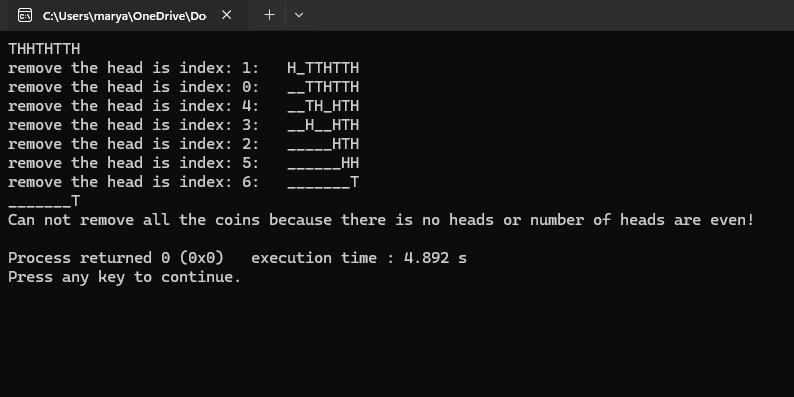 C:\Users\marya\OneDrive\Do
THHTHTTH
remove the head is index: 1:   H_TTHTTH
remove the head is index: 0:   __TTHTTH
remove the head is index: 4:   __TH_HTH
remove the head is index: 3:   __H__HTH
remove the head is index: 2:   _____HTH
remove the head is index: 5:   ______HH
remove the head is index: 6:   _______T
_______T
Can not remove all the coins because there is no heads or number of heads are even!
Process returned 0 (0x0)   execution time : 4.892 s
Press any key to continue.